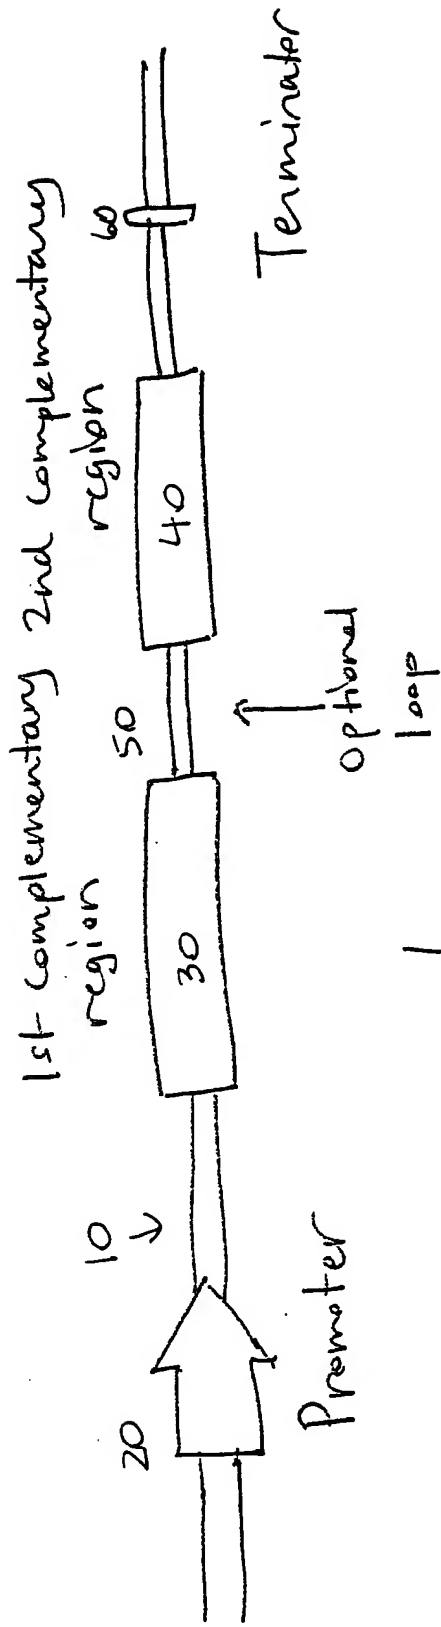 1st complementary
region
2nd complementary
region
20
10
30
50
40
60
Promoter
Optional
loop
Terminator
1